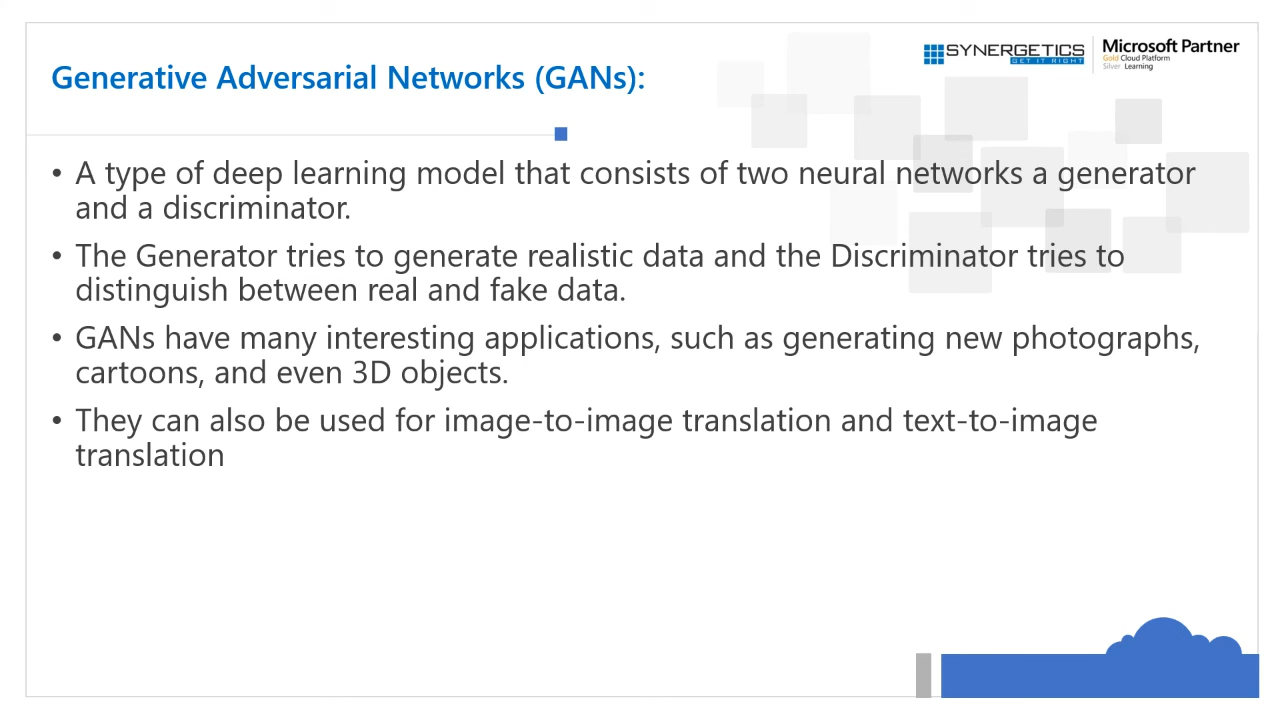 SYNERGETICS
GET IT RIGHT
Microsoft Partner
Gold Cloud Platform
Silver Learning
Generative Adversarial Networks (GANs):
• A type of deep learning model that consists of two neural networks a generator
and a discriminator.
• The Generator tries to generate realistic data and the Discriminator tries to
distinguish between real and fake data.
• GANs have many interesting applications, such as generating new photographs,
cartoons, and even 3D objects.
• They can also be used for image-to-image translation and text-to-image
translation